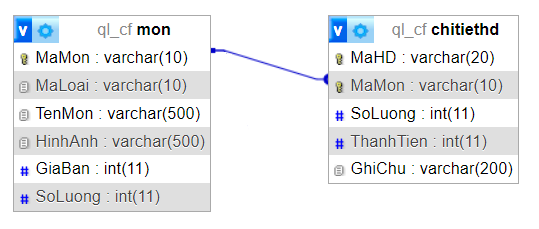 v ql_cf mon
MaMon : varchar(10)
MaLoai : varchar(10)
TenMon : varchar(500)
HinhAnh : varchar(500)
# GiaBan : int(11)
# SoLuong : int(11)
v ql_cf chitiethd
MaHD : varchar(20)
MaMon : varchar(10)
# SoLuong : int(11)
# ThanhTien : int(11)
GhiChu : varchar(200)